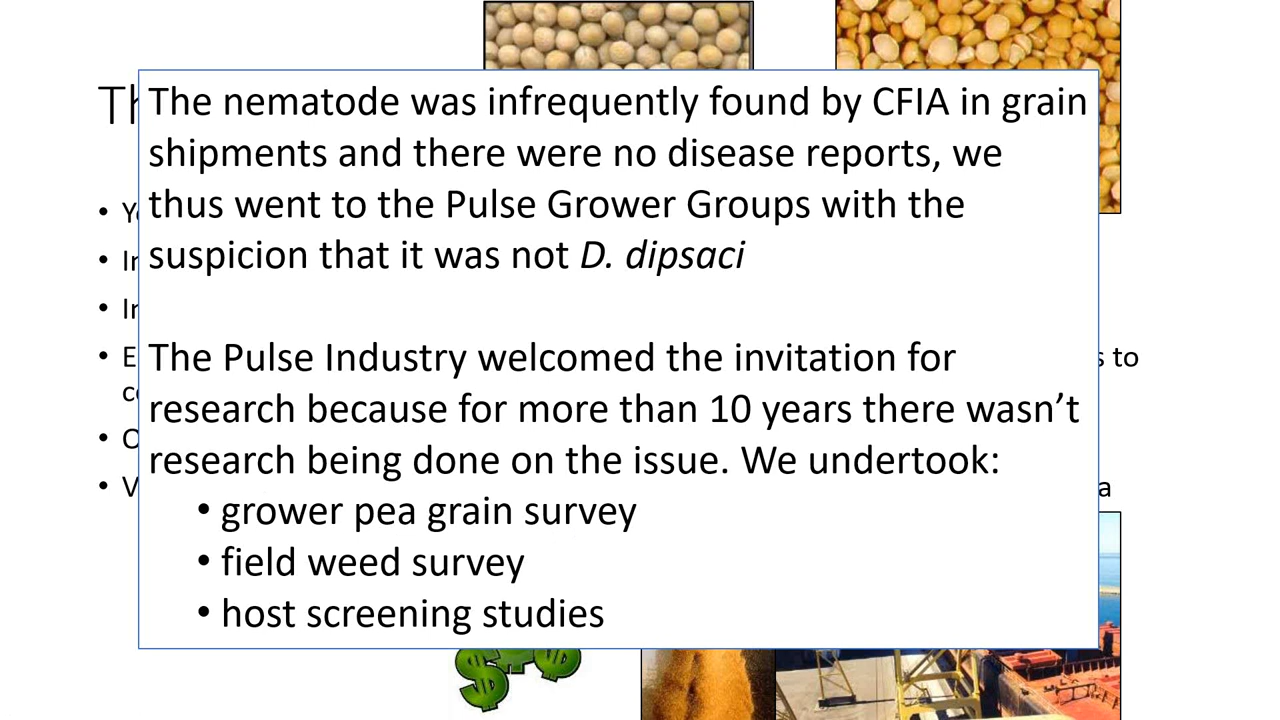 The nematode was infrequently found by CFIA in grain
shipments and there were no disease reports, we
thus went to the Pulse Grower Groups with the
suspicion that it was not D. dipsaci
The Pulse Industry welcomed the invitation for
research because for more than 10 years there wasn't
research being done on the issue. We undertook:
• grower pea grain survey
• field weed survey
• host screening studies
to
a